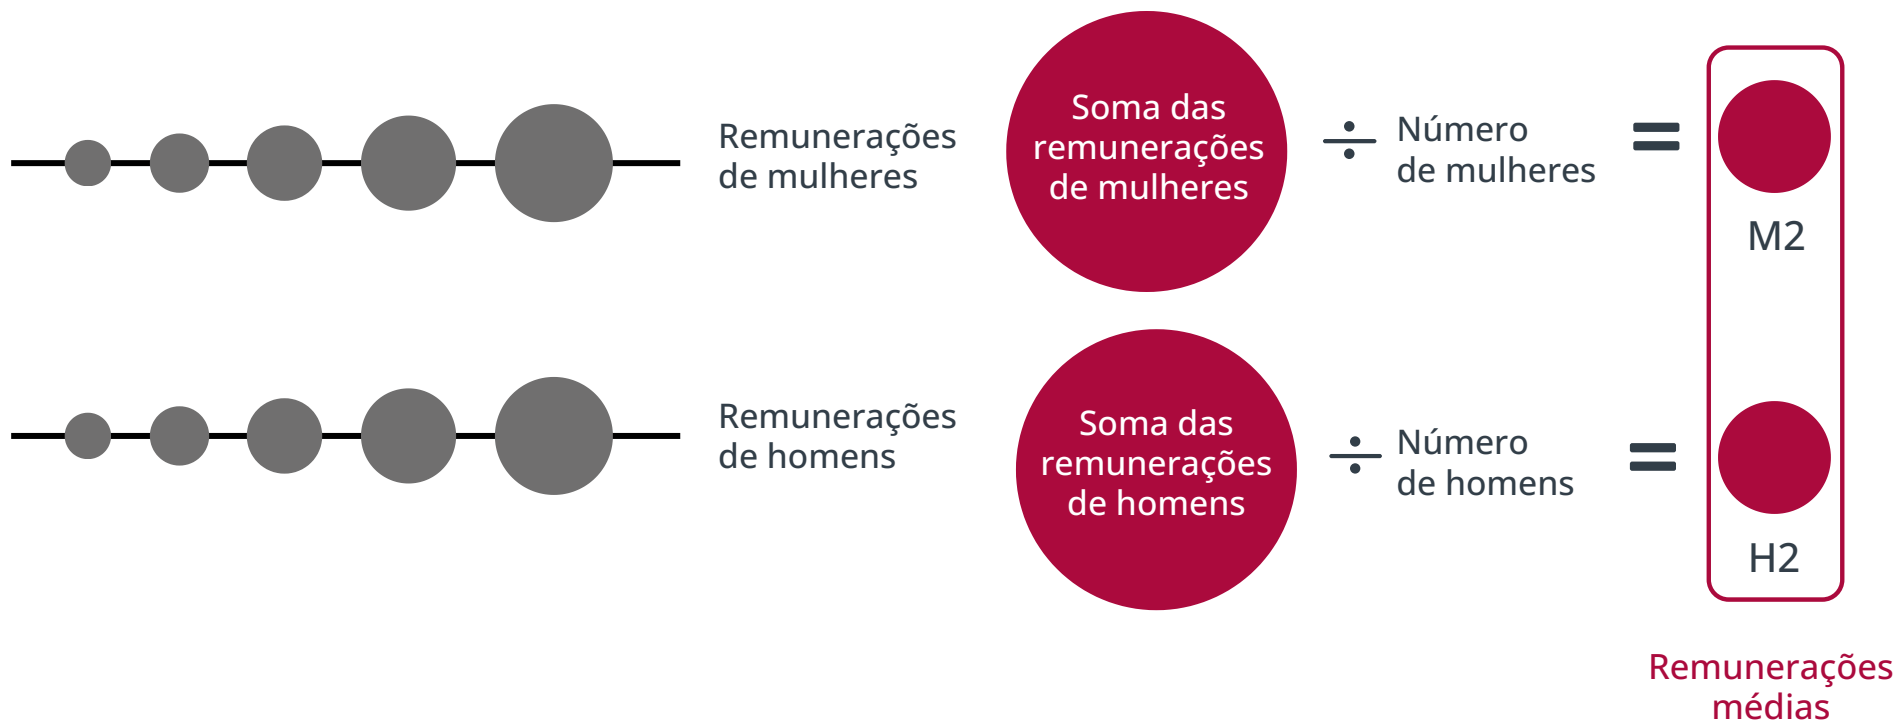 Remunerações
de mulheres
Soma das
remunerações
de mulheres
÷
Número
de mulheres
=
M2
Remunerações
de homens
Soma das
remunerações
de homens
÷
Número
de homens
=
H2
Remunerações
médias